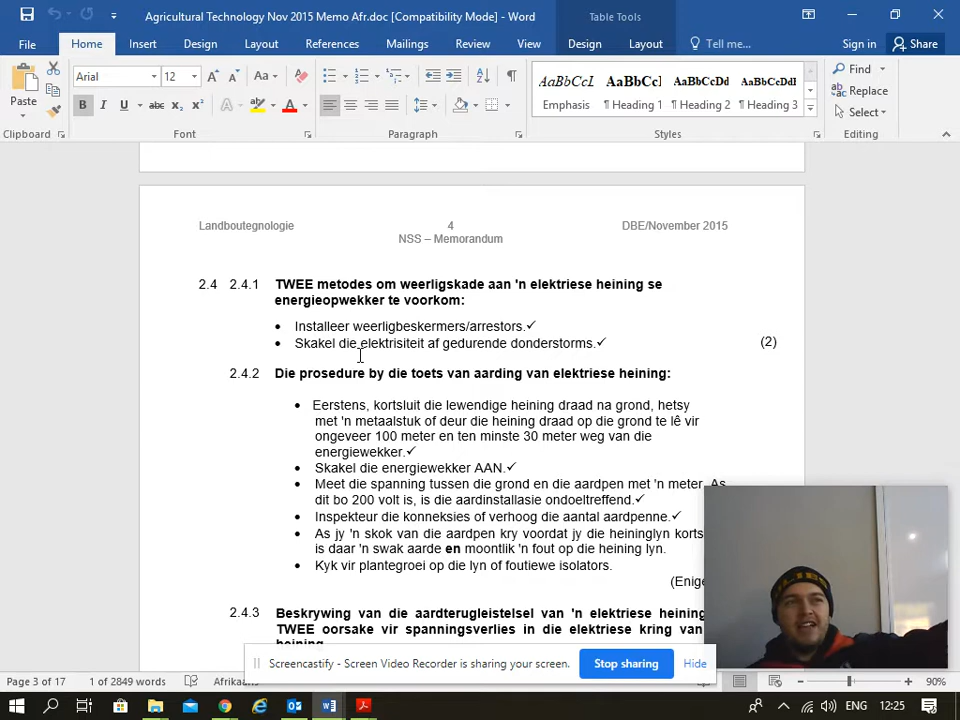 Agricultural Technology Nov 2015 Memo Afr.doc [Compatibility Mode] - Word
Table Tools
File Home Insert Design Layout References Mailings Review View Design Layout Tell me... Sign in Share
Paste
Arial 12
Clipboard Font Paragraph
AaBbCcI AaBbCcI AaBbCcDd AaBbCcDdI
Emphasis ¶ Heading 1 ¶ Heading 2 ¶ Heading 3
Styles
Find
Replace
Select
Editing
Landboutegnologie 4 DBE/November 2015
NSS – Memorandum
2.4 2.4.1 TWEE metodes om weerligskade aan 'n elektriese heining se
energieopwekker te voorkom:
• Installeer weerligbeskermers/arrestors.✓
• Skakel die elektrisiteit af gedurende donderstorms.✓ (2)
2.4.2 Die prosedure by die toets van aarding van elektriese heining:
• Eerstens, kortsluit die lewendige heining draad na grond, hetsy
met 'n metaalstuk of deur die heining draad op die grond te lê vir
ongeveer 100 meter en ten minste 30 meter weg van die
energiewekker.✓
• Skakel die energiewekker AAN.✓
• Meet die spanning tussen die grond en die aardpen met 'n meter. As
dit bo 200 volt is, is die aardinstallasie ondoeltreffend.✓
• Inspekteur die konneksies of verhoog die aantal aardpenne.✓
• As jy 'n skok van die aardpen kry voordat jy die heininglyn korts
is daar 'n swak aarde en moontlik 'n fout op die heining lyn.
• Kyk vir plantegroei op die lyn of foutiewe isolators.
(Enige
2.4.3 Beskrywing van die aardterugleistelsel van 'n elektriese heining
TWEE oorsake vir spanningsverlies in die elektriese kring van
heining
Screencastify - Screen Video Recorder is sharing your screen. Stop sharing Hide
Page 3 of 17 1 of 2849 words Afrikaans 90%
ENG 12:25